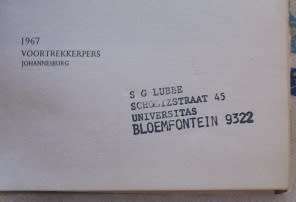 1967
VOORTREKKERPERS
JOHANNESBURG
S G LUBBE
SCHOLTZSTRAAT 45
UNIVERSITAS
BLOEMFONTEIN 9322